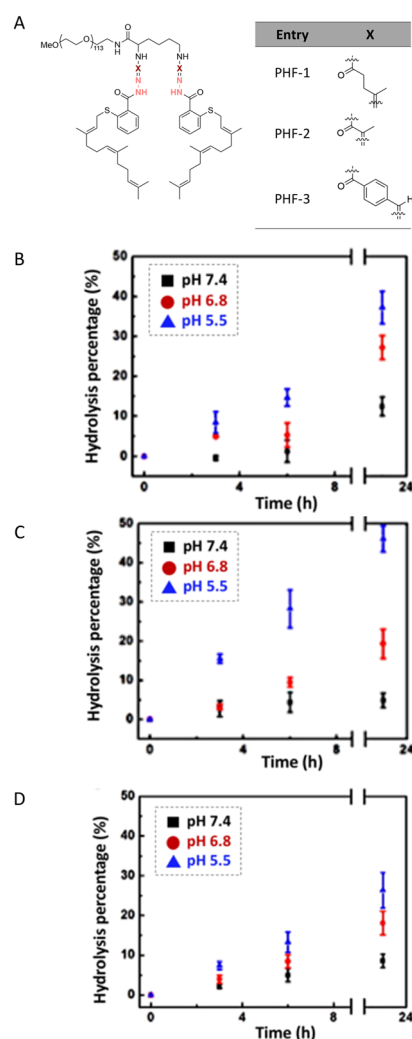 A
MeO
O
113
H
N
O
NH
NH
X
X
N
N
NH
NH
O
O
S
S
Entry X
PHF-1
O
PHF-2
O
PHF-3
O
H
B
Hydrolysis percentage (%)
50
40
30
20
10
0
pH 7.4
pH 6.8
pH 5.5
0 4 8 24
Time (h)
C
Hydrolysis percentage (%)
50
40
30
20
10
0
pH 7.4
pH 6.8
pH 5.5
0 4 8 24
Time (h)
D
Hydrolysis percentage (%)
50
40
30
20
10
0
pH 7.4
pH 6.8
pH 5.5
0 4 8 24
Time (h)